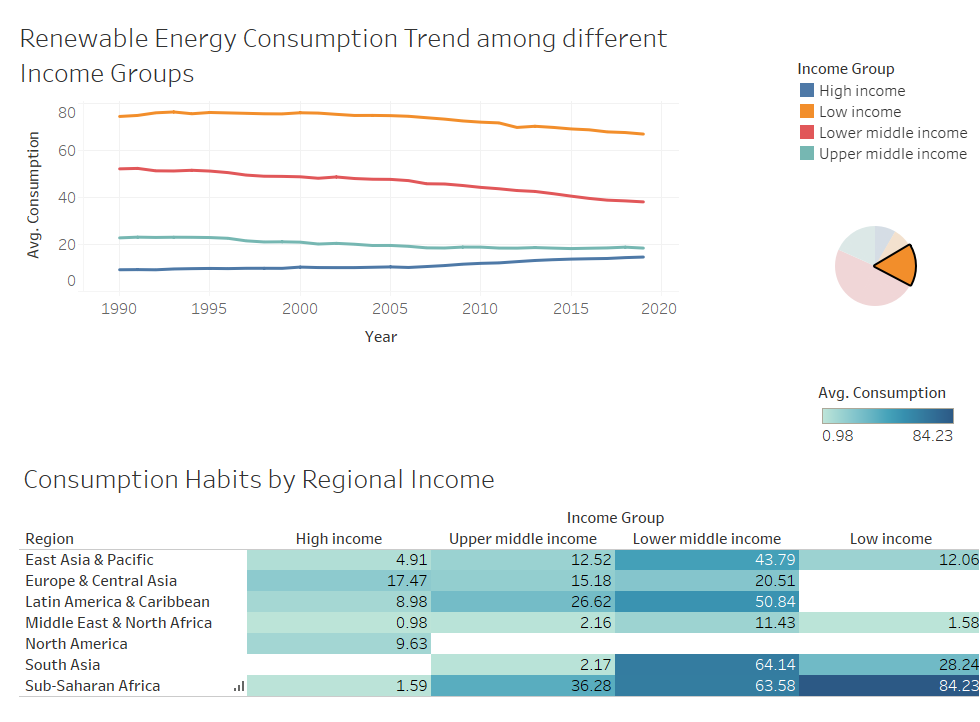 Renewable Energy Consumption Trend among different
Income Groups
Income Group
High income
Low income
Lower middle income
Upper middle income
Avg. Consumption
80
60
40
20
0
1990 1995 2000 2005 2010 2015 2020
Year
Avg. Consumption
0.98 84.23
Consumption Habits by Regional Income
Income Group
Region High income Upper middle income Lower middle income Low income
East Asia & Pacific 4.91 12.52 43.79 12.06
Europe & Central Asia 17.47 15.18 20.51
Latin America & Caribbean 8.98 26.62 50.84
Middle East & North Africa 0.98 2.16 11.43 1.58
North America 9.63
South Asia 2.17 64.14 28.24
Sub-Saharan Africa 1.59 36.28 63.58 84.23